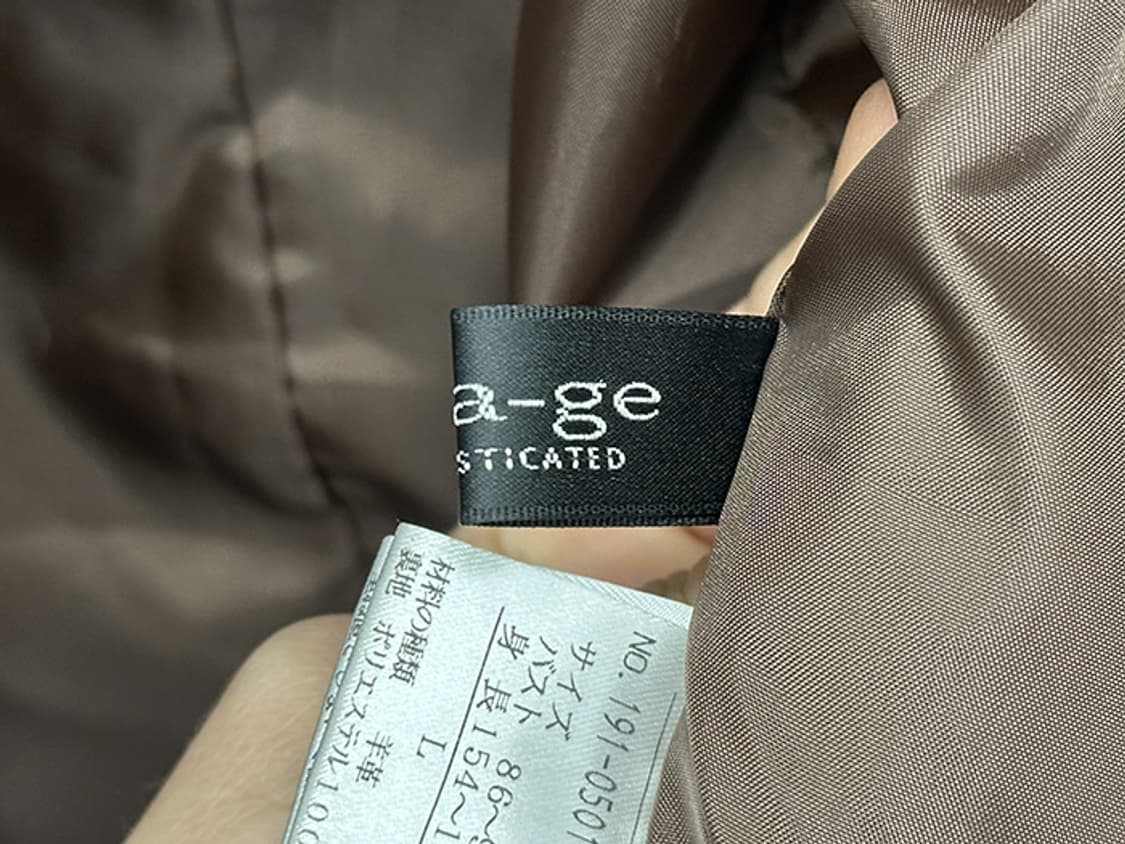 a-ge
STICATED
NO. 191-0501
サイズ L
バスト 86~
身長 154~1
材料の種類 羊革
裏地 ポリエステル100